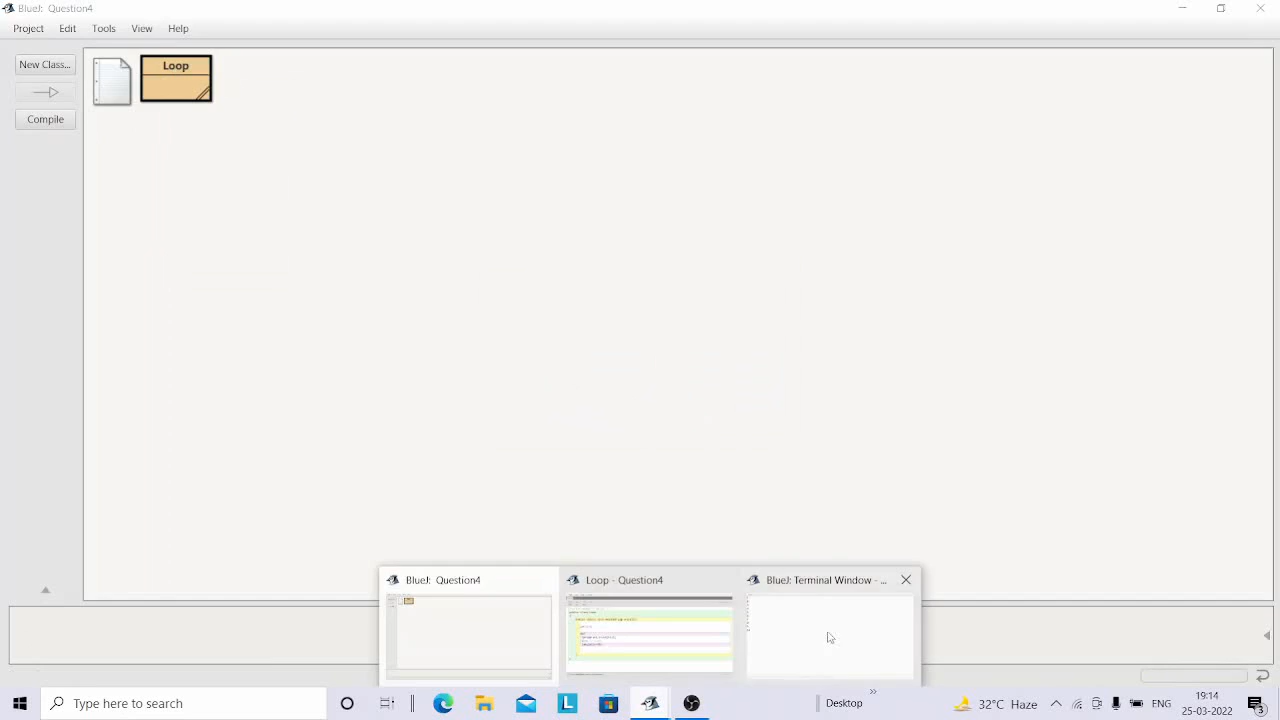 BlueJ: Question4
Project Edit Tools View Help
New Class...
Loop
Compile
BlueJ: Question4
Loop - Question4
BlueJ: Terminal Window - ...
Type here to search
Desktop
32°C Haze
ENG
19:14
25-03-2022
3